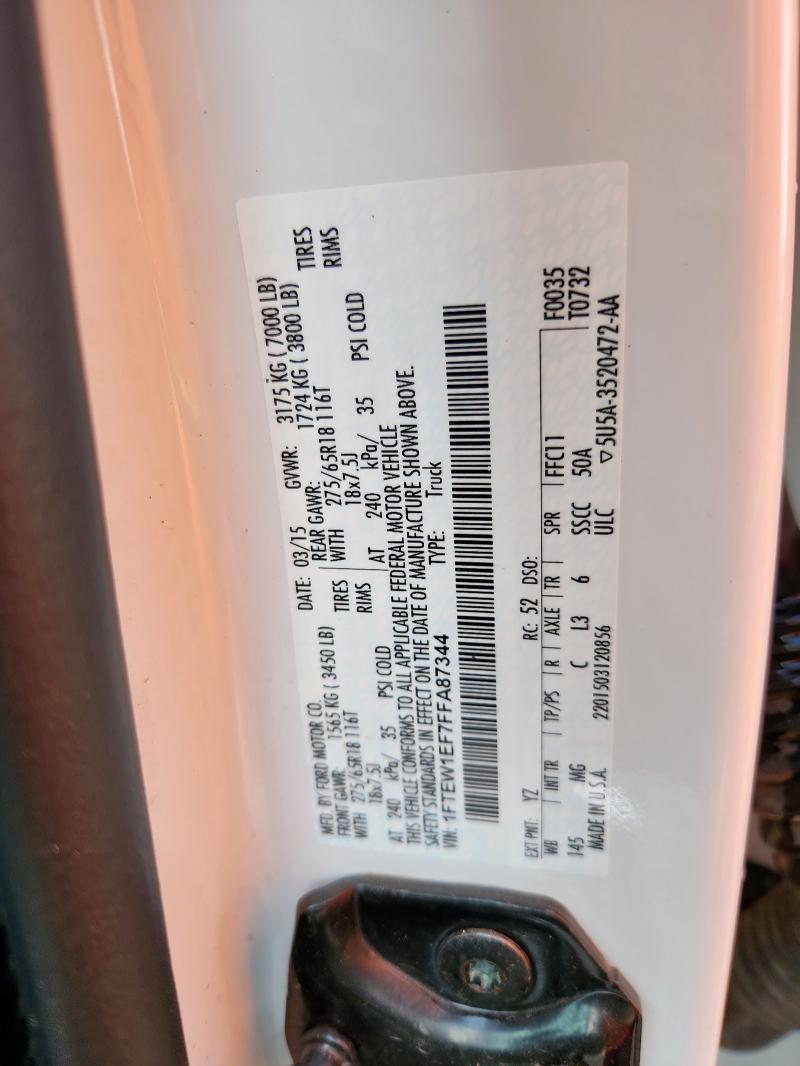 MFD. BY FORD MOTOR CO.
DATE: 03/15 GVWR: 3175 KG ( 7000 LB)
FRONT GAWR: 1565 KG ( 3450 LB) REAR GAWR: 1724 KG ( 3800 LB)
WITH 275/65R18 116T TIRES WITH 275/65R18 116T TIRES
18x7.5J RIMS 18x7.5J RIMS
AT 240 kPa/ 35 PSI COLD AT 240 kPa/ 35 PSI COLD
THIS VEHICLE CONFORMS TO ALL APPLICABLE FEDERAL MOTOR VEHICLE
SAFETY STANDARDS IN EFFECT ON THE DATE OF MANUFACTURE SHOWN ABOVE.
VIN: 1FTEW1EF7FFA87344 TYPE: Truck
EXT PNT: YZ RC: 52 DSO: F0035
WB INT TR TP/PS R AXLE TR SPR FFC11 T0732
145 MG C L3 6 SSCC 50A
MADE IN U.S.A. 2201503120856 ULC ▽5U5A-3520472-AA